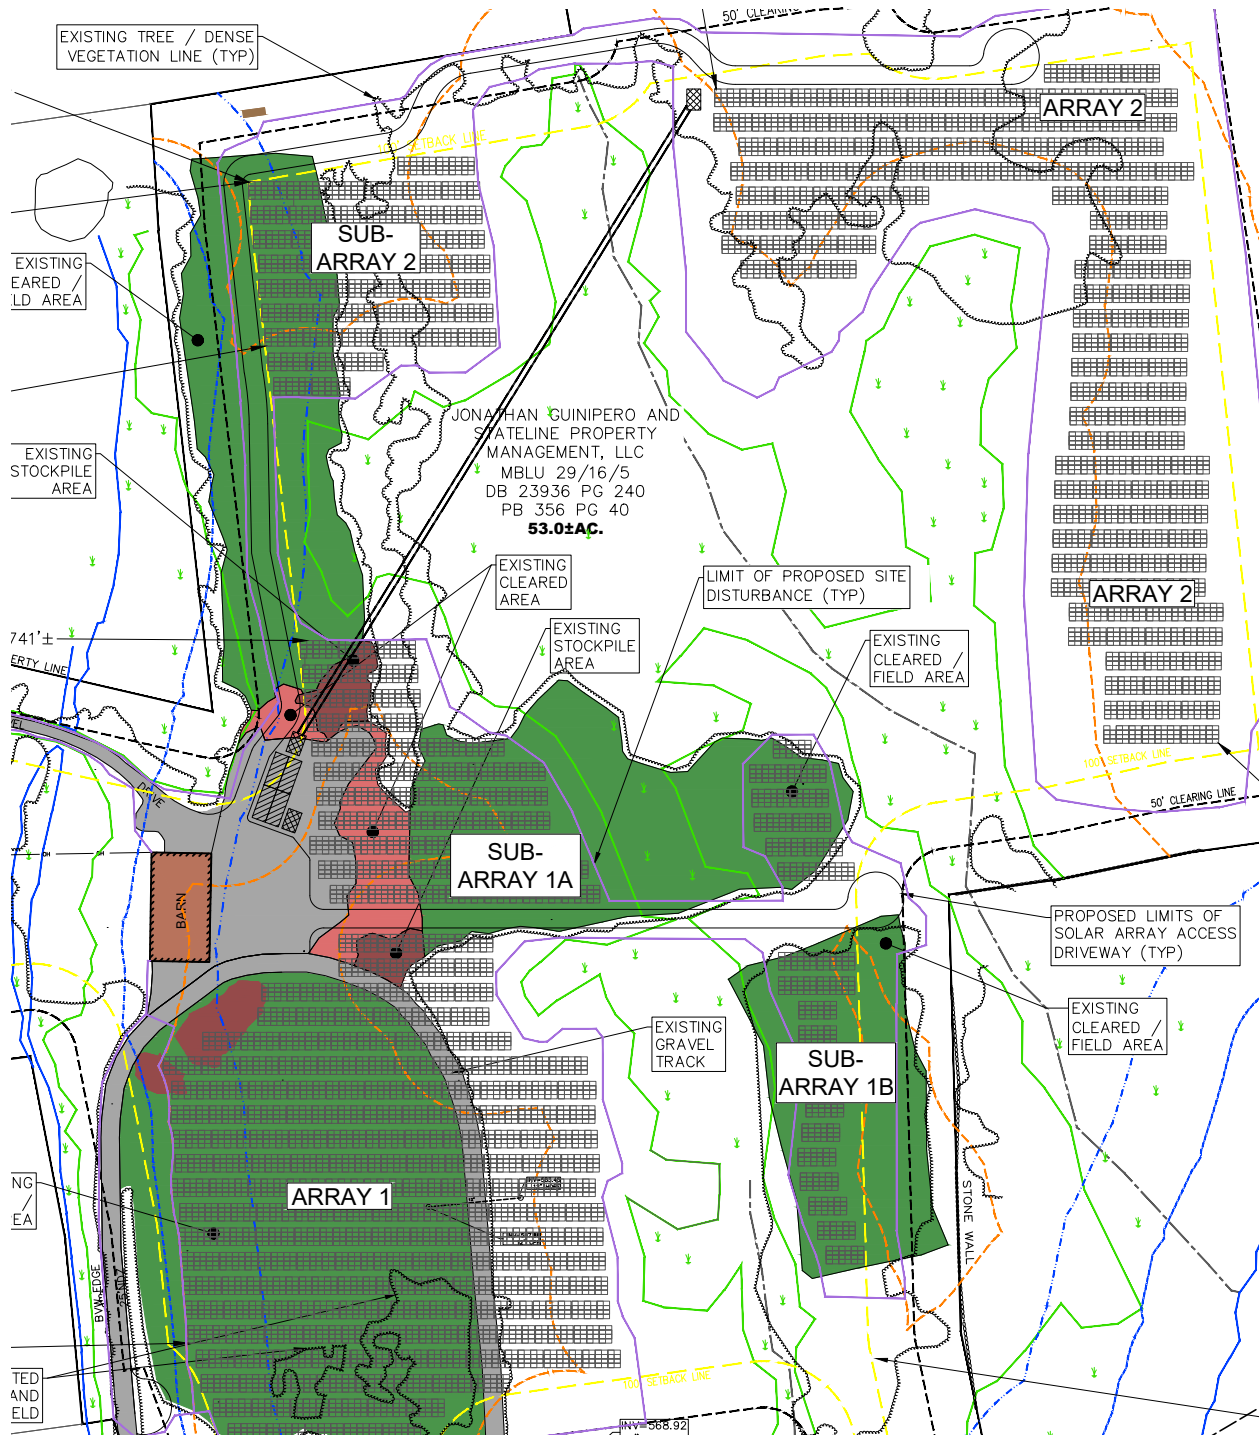 50' CLEARING
EXISTING TREE / DENSE
VEGETATION LINE (TYP)
ARRAY 2
100' SETBACK LINE
SUB-
ARRAY 2
EXISTING
EARED /
LD AREA
JONATHAN GUINIPERO AND
STATELINE PROPERTY
MANAGEMENT, LLC
MBLU 29/16/5
DB 23936 PG 240
PB 356 PG 40
53.0±AC.
EXISTING
STOCKPILE
AREA
EXISTING
CLEARED
AREA
LIMIT OF PROPOSED SITE
DISTURBANCE (TYP)
ARRAY 2
EXISTING
STOCKPILE
AREA
EXISTING
CLEARED /
FIELD AREA
741'±
ERTY LINE
EL
DRIVE
100' SETBACK LINE
50' CLEARING LINE
OH
OH
SUB-
ARRAY 1A
BARN
PROPOSED LIMITS OF
SOLAR ARRAY ACCESS
DRIVEWAY (TYP)
EXISTING
CLEARED /
FIELD AREA
EXISTING
GRAVEL
TRACK
SUB-
ARRAY 1B
NG
/
EA
ARRAY 1
STONE WALL
BVW EDGE
TED
AND
ELD
100' SETBACK LINE
INV=568.92